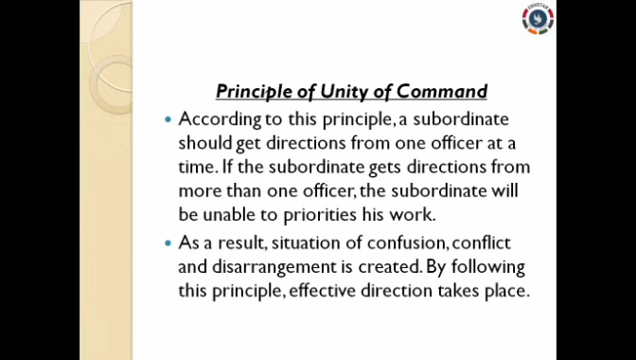 Principle of Unity of Command
According to this principle, a subordinate
should get directions from one officer at a
time. If the subordinate gets directions from
more than one officer, the subordinate will
be unable to priorities his work.
As a result, situation of confusion, conflict
and disarrangement is created. By following
this principle, effective direction takes place.